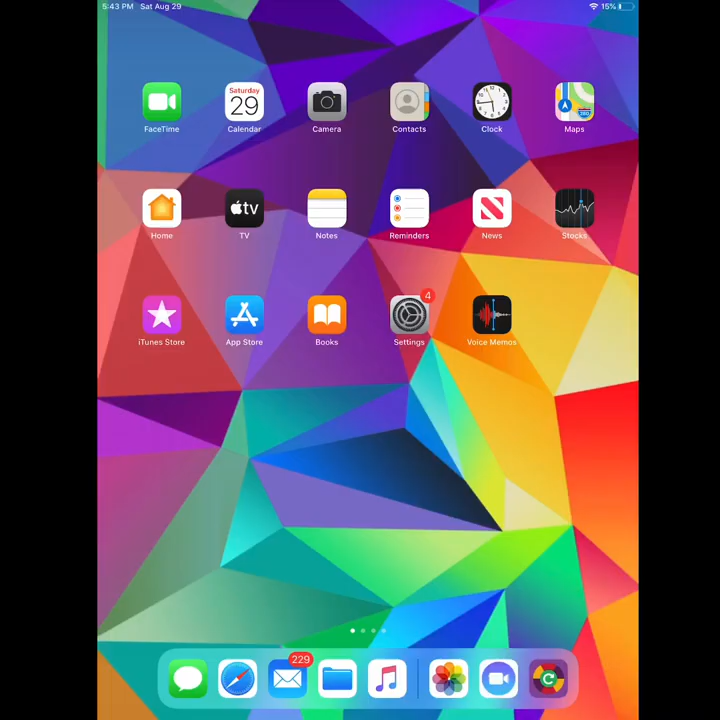 5:43 PM Sat Aug 29
15%
Saturday
29
FaceTime
Calendar
Camera
Contacts
Clock
280
Maps
tv
Home
TV
Notes
Reminders
News
Stocks
4
iTunes Store
App Store
Books
Settings
Voice Memos
229